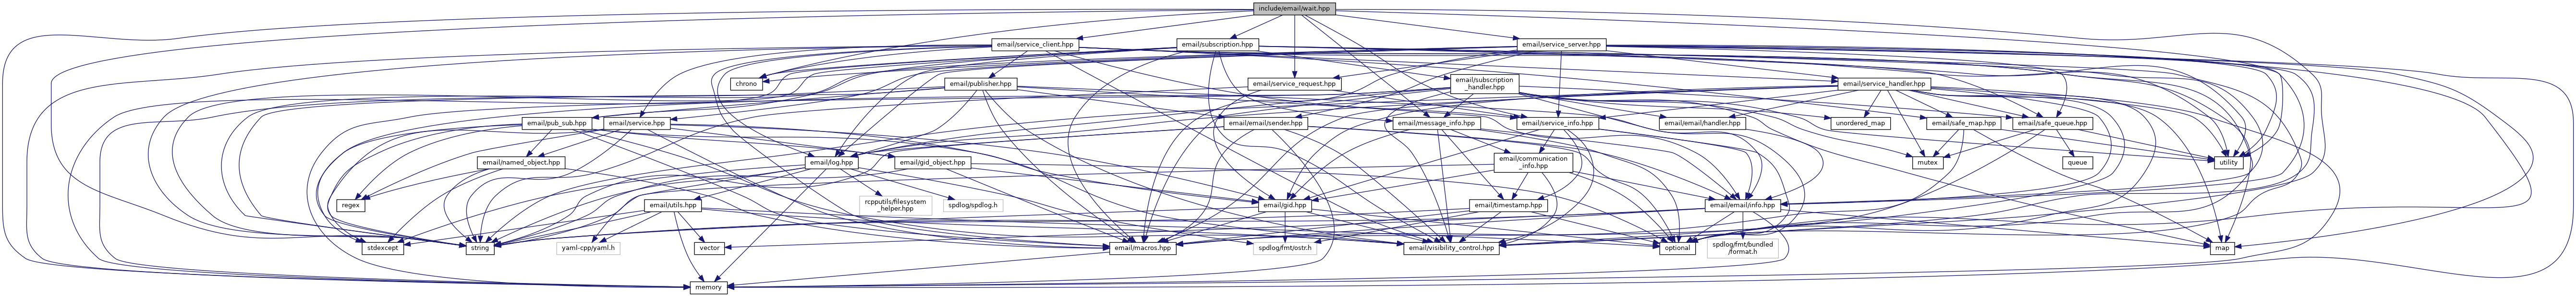 include/email/wait.hpp
email/service_client.hpp
email/subscription.hpp
email/service_server.hpp
chrono
email/publisher.hpp
email/service_request.hpp
email/subscription
_handler.hpp
email/service_handler.hpp
email/pub_sub.hpp
email/service.hpp
email/email/sender.hpp
email/message_info.hpp
email/service_info.hpp
email/email/handler.hpp
unordered_map
email/safe_map.hpp
email/safe_queue.hpp
email/named_object.hpp
email/log.hpp
email/gid_object.hpp
email/communication
_info.hpp
mutex
queue
utility
regex
email/utils.hpp
rcpputils/filesystem
_helper.hpp
spdlog/spdlog.h
email/gid.hpp
email/timestamp.hpp
email/email/info.hpp
stdexcept
string
yaml-cpp/yaml.h
vector
email/macros.hpp
spdlog/fmt/ostr.h
email/visibility_control.hpp
optional
spdlog/fmt/bundled
/format.h
map
memory